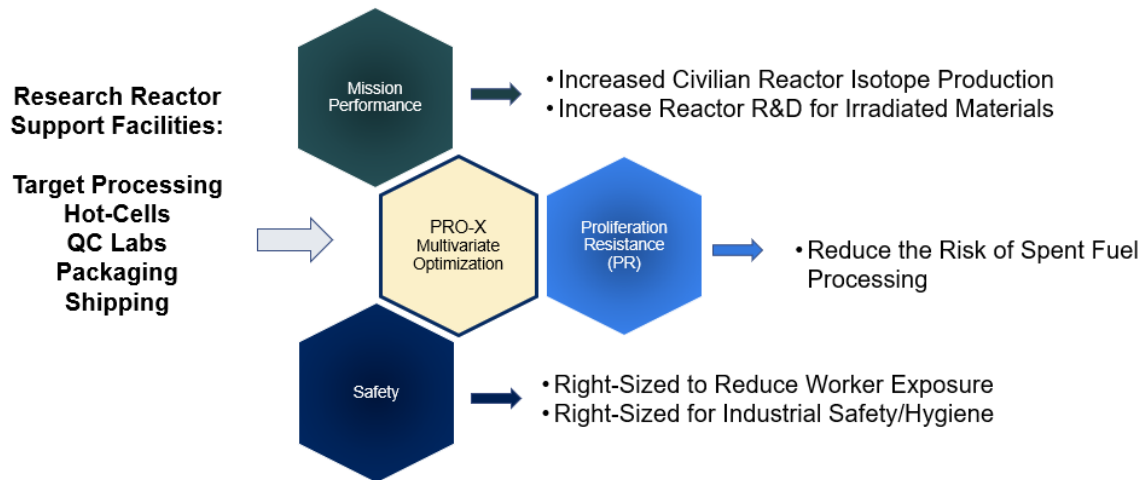 Research Reactor
Support Facilities:
Target Processing
Hot-Cells
QC Labs
Packaging
Shipping
Mission
Performance
• Increased Civilian Reactor Isotope Production
• Increase Reactor R&D for Irradiated Materials
PRO-X
Multivariate
Optimization
Proliferation
Resistance
(PR)
• Reduce the Risk of Spent Fuel
Processing
Safety
• Right-Sized to Reduce Worker Exposure
• Right-Sized for Industrial Safety/Hygiene